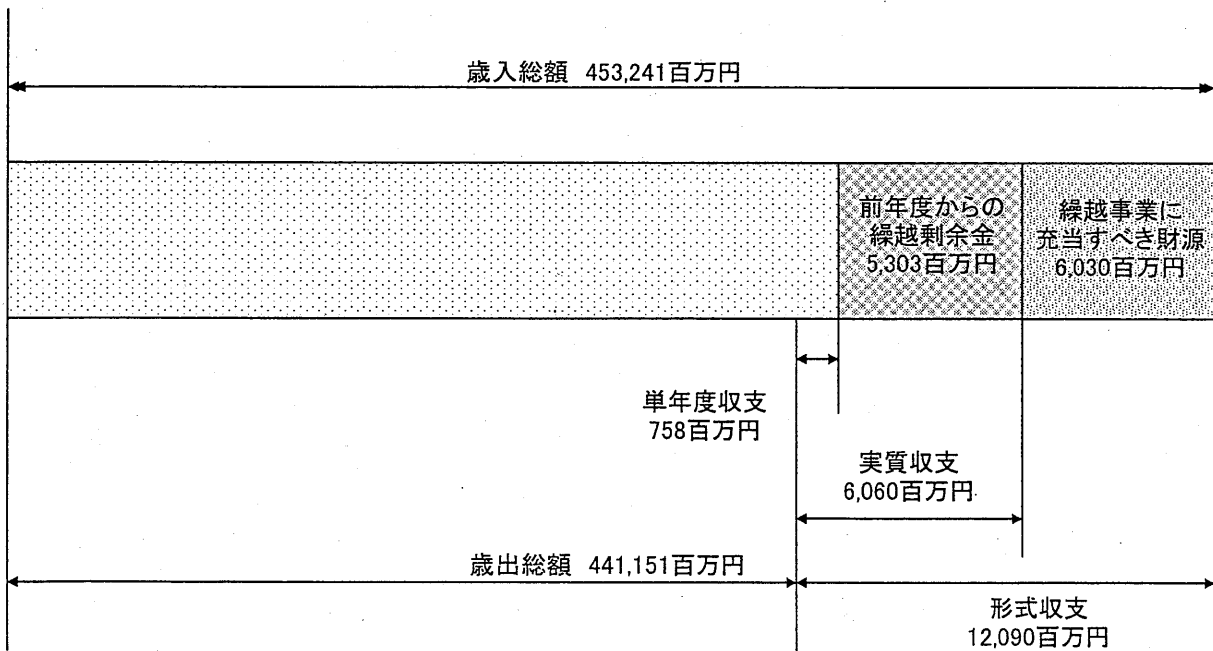 歳入総額 453,241百万円
前年度からの
繰越剰余金
5,303百万円
繰越事業に
充当すべき財源
6,030百万円
単年度収支
758百万円
実質収支
6,060百万円
歳出総額 441,151百万円
形式収支
12,090百万円